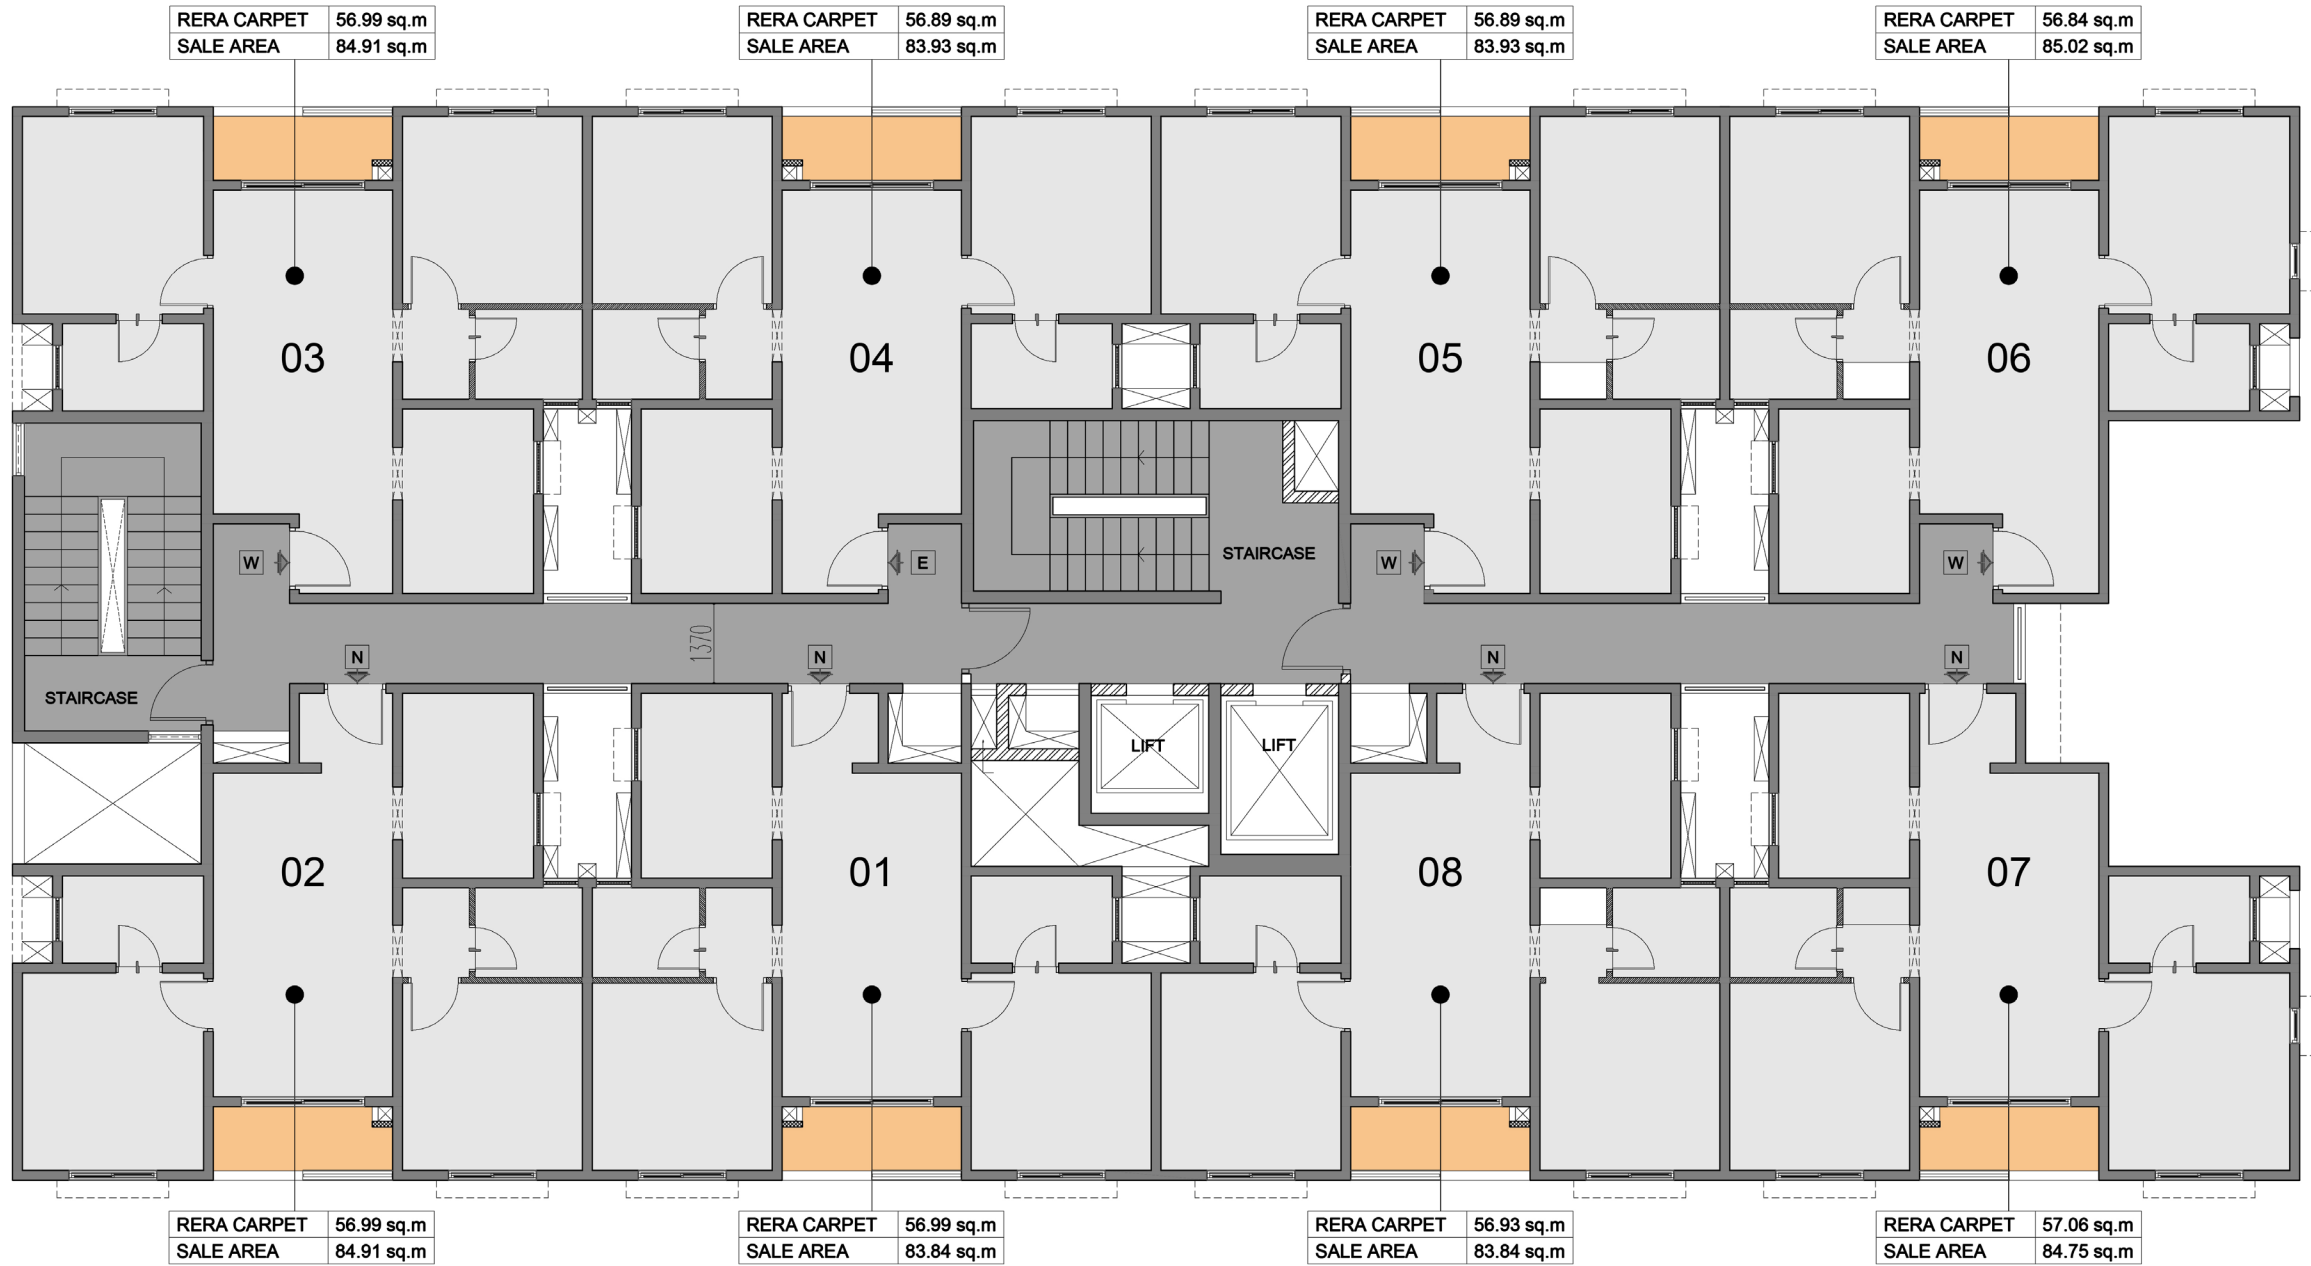 RERA CARPET 56.99 sq.m
SALE AREA 84.91 sq.m
RERA CARPET 56.89 sq.m
SALE AREA 83.93 sq.m
RERA CARPET 56.89 sq.m
SALE AREA 83.93 sq.m
RERA CARPET 56.84 sq.m
SALE AREA 85.02 sq.m
03
04
05
06
W
E
STAIRCASE
W
W
1370
N
N
N
N
STAIRCASE
LIFT
LIFT
02
01
08
07
RERA CARPET 56.99 sq.m
SALE AREA 84.91 sq.m
RERA CARPET 56.99 sq.m
SALE AREA 83.84 sq.m
RERA CARPET 56.93 sq.m
SALE AREA 83.84 sq.m
RERA CARPET 57.06 sq.m
SALE AREA 84.75 sq.m